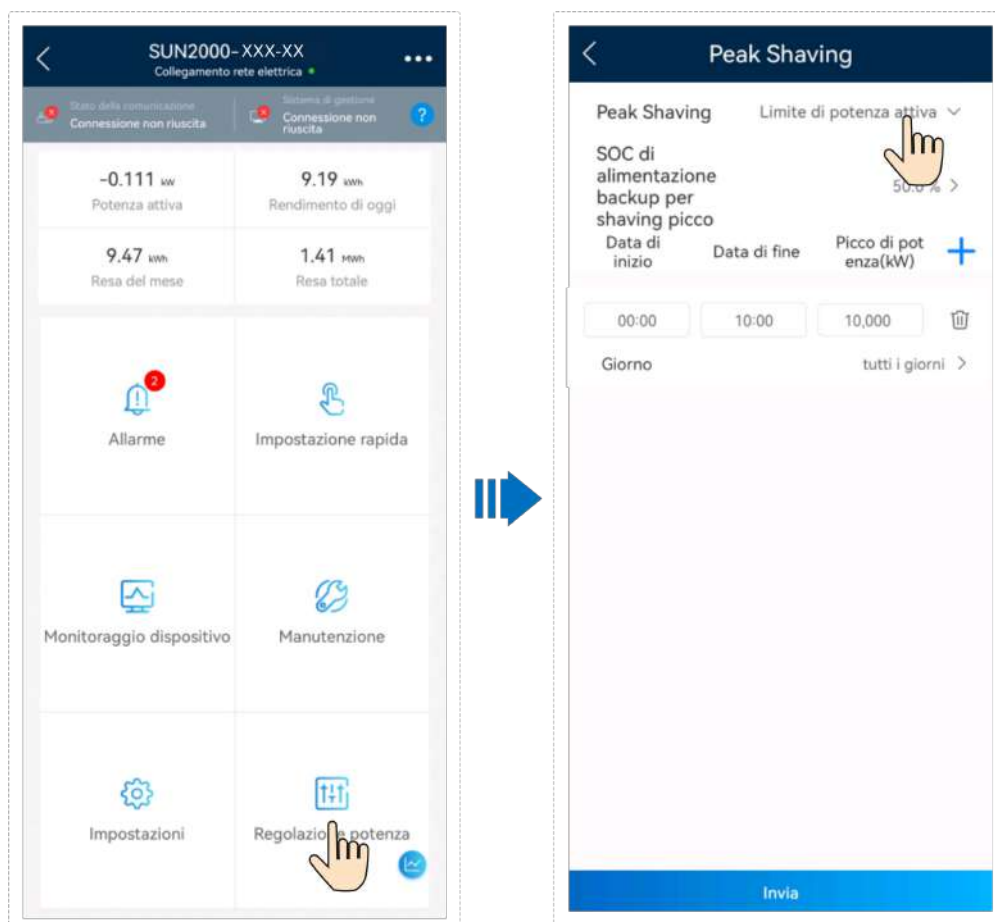 SUN2000-XXX-XX
Collegamento rete elettrica
Stato della comunicazione
Connessione non riuscita
Sistema di gestione
Connessione non
riuscita
?
-0.111 kW
Potenza attiva
9.19 kWh
Rendimento di oggi
9.47 kWh
Resa del mese
1.41 MWh
Resa totale
2
Allarme
Impostazione rapida
Monitoraggio dispositivo
Manutenzione
Impostazioni
Regolazione potenza
Peak Shaving
Peak Shaving Limite di potenza attiva
SOC di
alimentazione
backup per
shaving picco
50.0 %
Data di
inizio
Data di fine
Picco di pot
enza(kW)
00:00 10:00 10,000
Giorno tutti i giorni
Invia